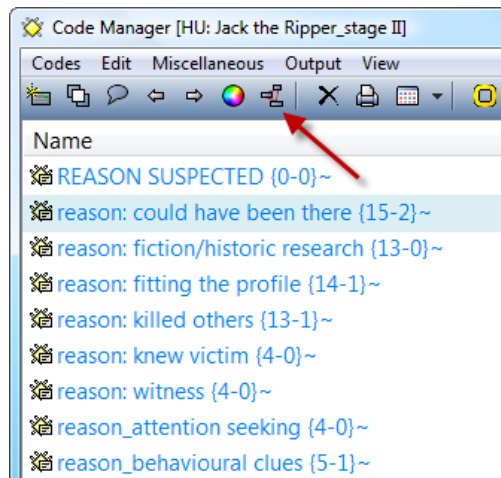 Code Manager [HU: Jack the Ripper_stage II]
Codes Edit Miscellaneous Output View
Name
REASON SUSPECTED {0-0}~
reason: could have been there {15-2}~
reason: fiction/historic research {13-0}~
reason: fitting the profile {14-1}~
reason: killed others {13-1}~
reason: knew victim {4-0}~
reason: witness {4-0}~
reason_attention seeking {4-0}~
reason_behavioural clues {5-1}~